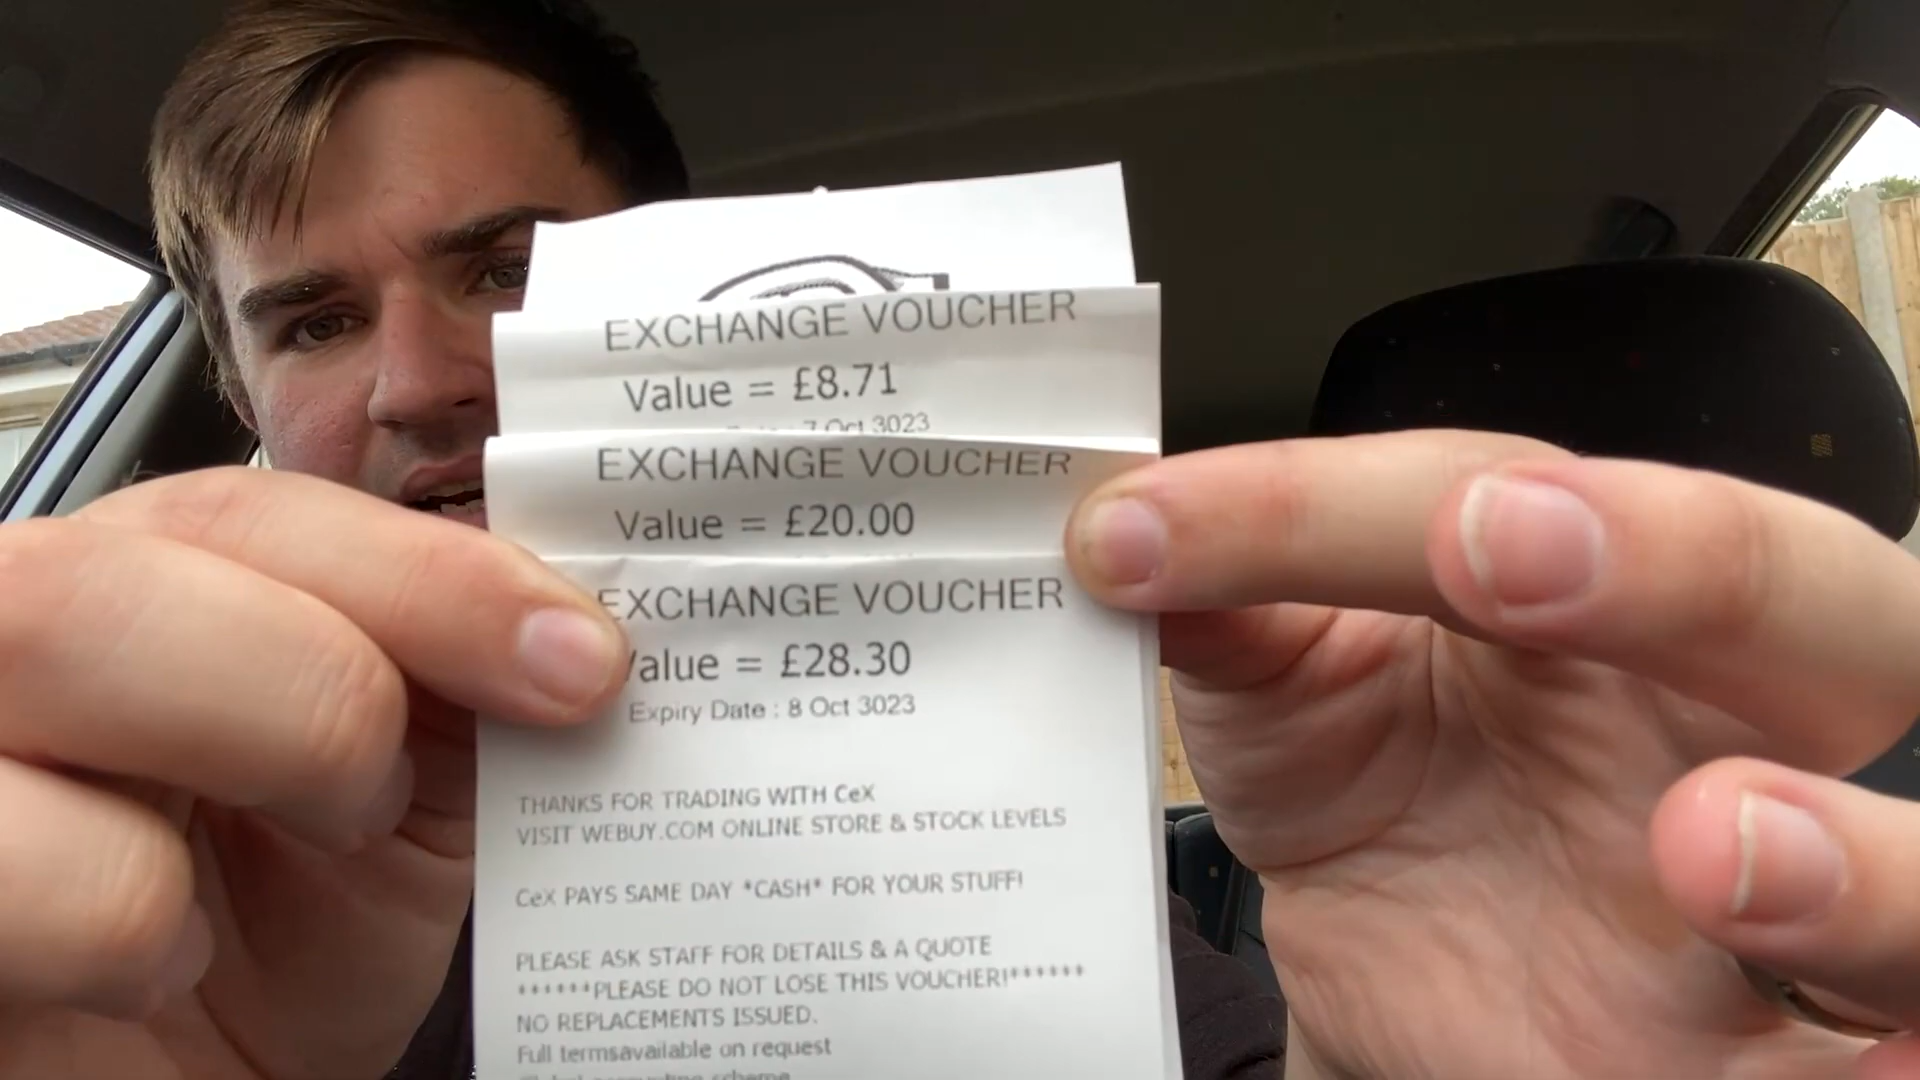 EXCHANGE VOUCHER
Value = £8.71
7 Oct 3023
EXCHANGE VOUCHER
Value = £20.00
EXCHANGE VOUCHER
Value = £28.30
Expiry Date : 8 Oct 3023
THANKS FOR TRADING WITH CeX
VISIT WEBUY.COM ONLINE STORE & STOCK LEVELS
CeX PAYS SAME DAY *CASH* FOR YOUR STUFF!
PLEASE ASK STAFF FOR DETAILS & A QUOTE
******PLEASE DO NOT LOSE THIS VOUCHER!******
NO REPLACEMENTS ISSUED.
Full termsavailable on request